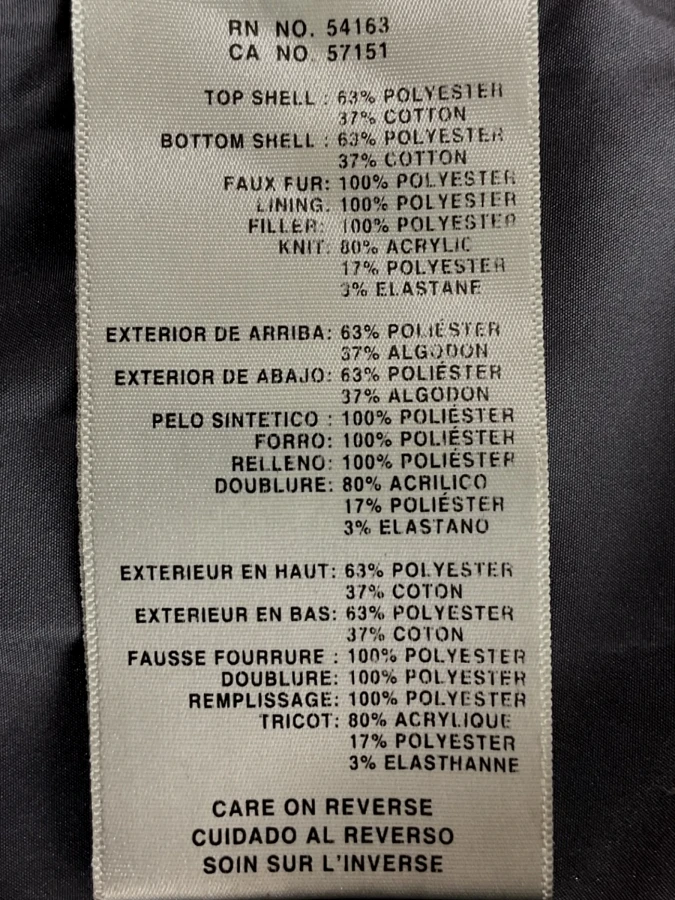 RN NO. 54163
CA NO. 57151
TOP SHELL : 63% POLYESTER
37% COTTON
BOTTOM SHELL : 63% POLYESTER
37% COTTON
FAUX FUR: 100% POLYESTER
LINING: 100% POLYESTER
FILLER: 100% POLYESTER
KNIT: 80% ACRYLIC
17% POLYESTER
3% ELASTANE
EXTERIOR DE ARRIBA: 63% POLIÉSTER
37% ALGODON
EXTERIOR DE ABAJO: 63% POLIÉSTER
37% ALGODON
PELO SINTETICO : 100% POLIÉSTER
FORRO: 100% POLIÉSTER
RELLENO: 100% POLIÉSTER
DOUBLURE: 80% ACRILICO
17% POLIÉSTER
3% ELASTANO
EXTERIEUR EN HAUT: 63% POLYESTER
37% COTON
EXTERIEUR EN BAS: 63% POLYESTER
37% COTON
FAUSSE FOURRURE : 100% POLYESTER
DOUBLURE: 100% POLYESTER
REMPLISSAGE: 100% POLYESTER
TRICOT: 80% ACRYLIQUE
17% POLYESTER
3% ELASTHANNE
CARE ON REVERSE
CUIDADO AL REVERSO
SOIN SUR L'INVERSE